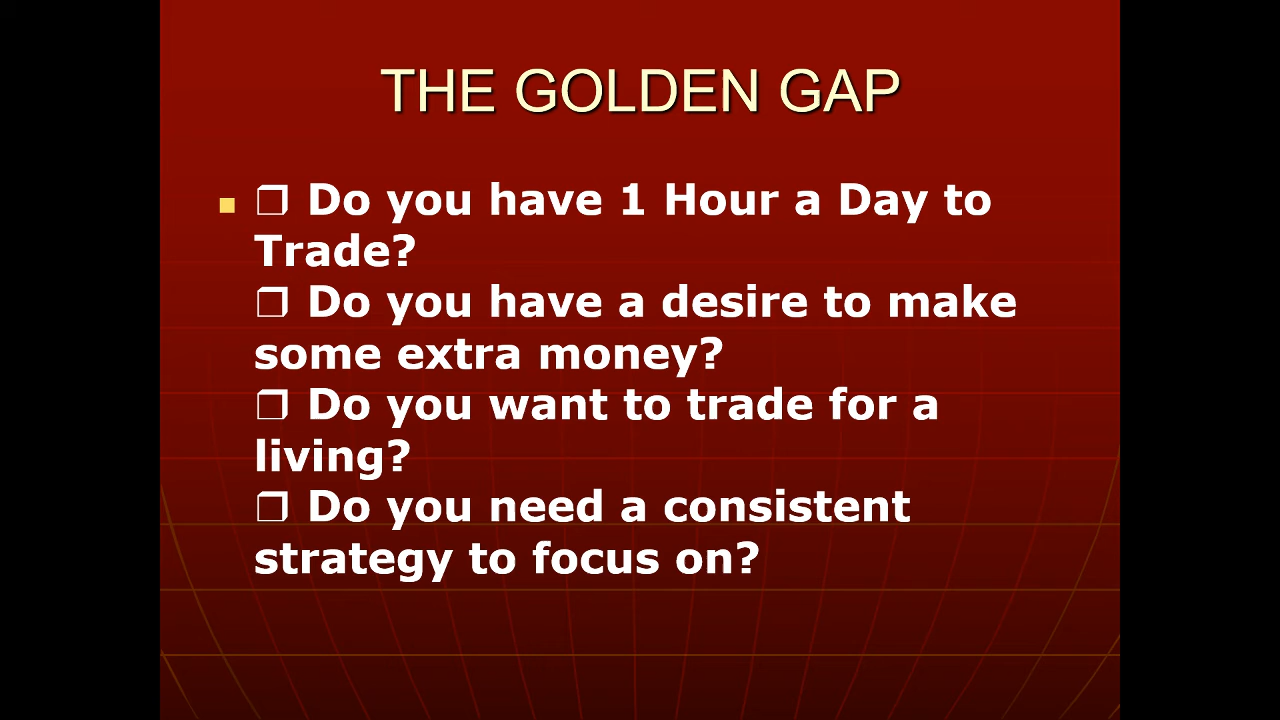 THE GOLDEN GAP
❒ Do you have 1 Hour a Day to
Trade?
❒ Do you have a desire to make
some extra money?
❒ Do you want to trade for a
living?
❒ Do you need a consistent
strategy to focus on?